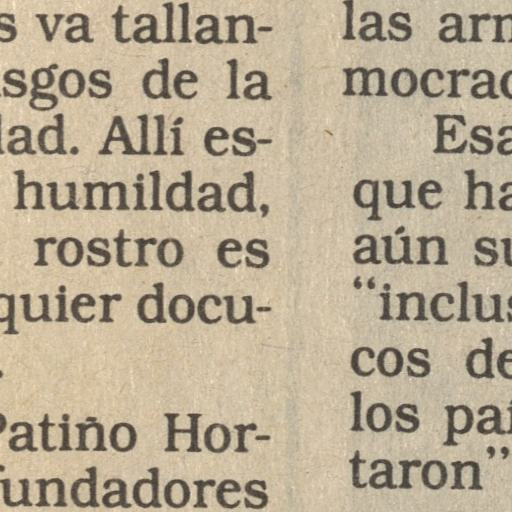 s va tallan-
sgos de la
dad. Allí es-
humildad,
rostro es
quier docu-
.
Patiño Hor-
fundadores
las arm
mocrac
Esa
que ha
aún su
“inclus
cos de
los paí
taron”